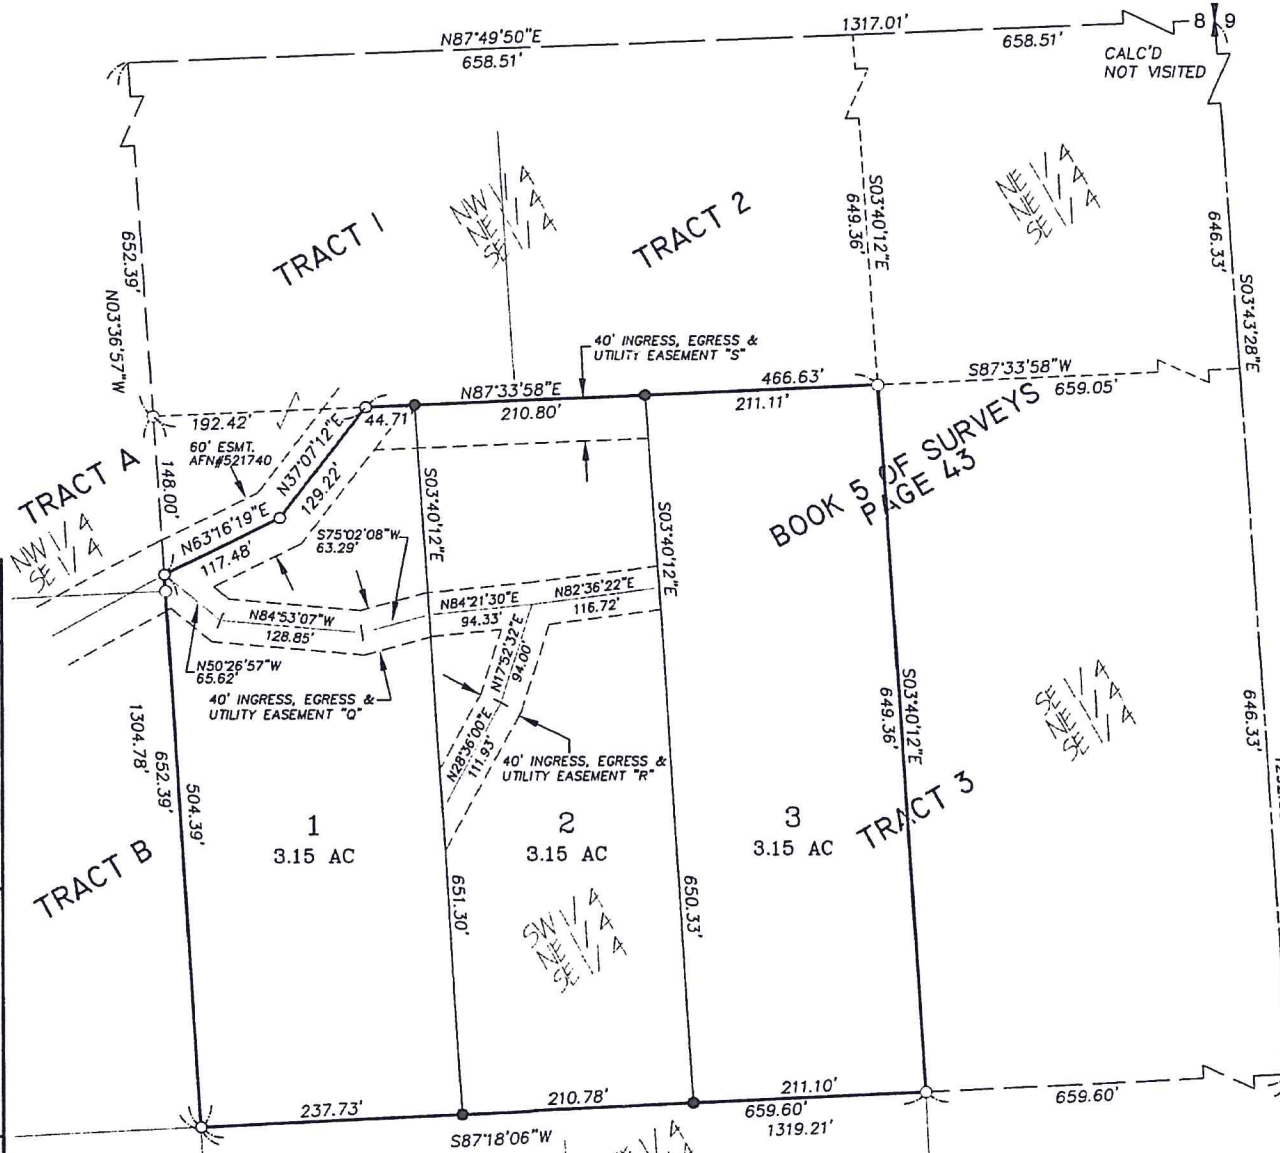 N87°49'50"E
658.51'
1317.01'
658.51'
8 9
CALC'D
NOT VISITED
652.39'
N03°36'57"W
TRACT 1
NW 1/4
NE 1/4
SE 1/4
TRACT 2
S03°40'12"E
649.36'
NE 1/4
NE 1/4
SE 1/4
646.33'
S03°43'28"E
40' INGRESS, EGRESS &
UTILITY EASEMENT "S"
N87°33'58"E
210.80'
466.63'
211.11'
S87°33'58"W
659.05'
192.42'
44.71'
60' ESMT.
AFN#521740
N37°07'12"E
129.22'
TRACT A
NW 1/4
SE 1/4
148.00'
N63°16'19"E
117.48'
S75°02'08"W
63.29'
S03°40'12"E
S03°40'12"E
BOOK 5 OF SURVEYS
PAGE 43
N84°53'07"W
128.85'
N84°21'30"E
94.33'
N82°36'22"E
116.72'
N17°52'32"E
94.00'
N50°26'57"W
65.62'
40' INGRESS, EGRESS &
UTILITY EASEMENT "Q"
N28°36'00"E
111.93'
40' INGRESS, EGRESS &
UTILITY EASEMENT "R"
S03°40'12"E
649.36'
SE 1/4
NE 1/4
SE 1/4
646.33'
1304.78'
652.39'
504.39'
1
3.15 AC
2
3.15 AC
3
3.15 AC
TRACT 3
TRACT B
651.30'
650.33'
SW 1/4
NE 1/4
SE 1/4
237.73'
210.78'
211.10'
659.60'
1319.21'
659.60'
S87°18'06"W